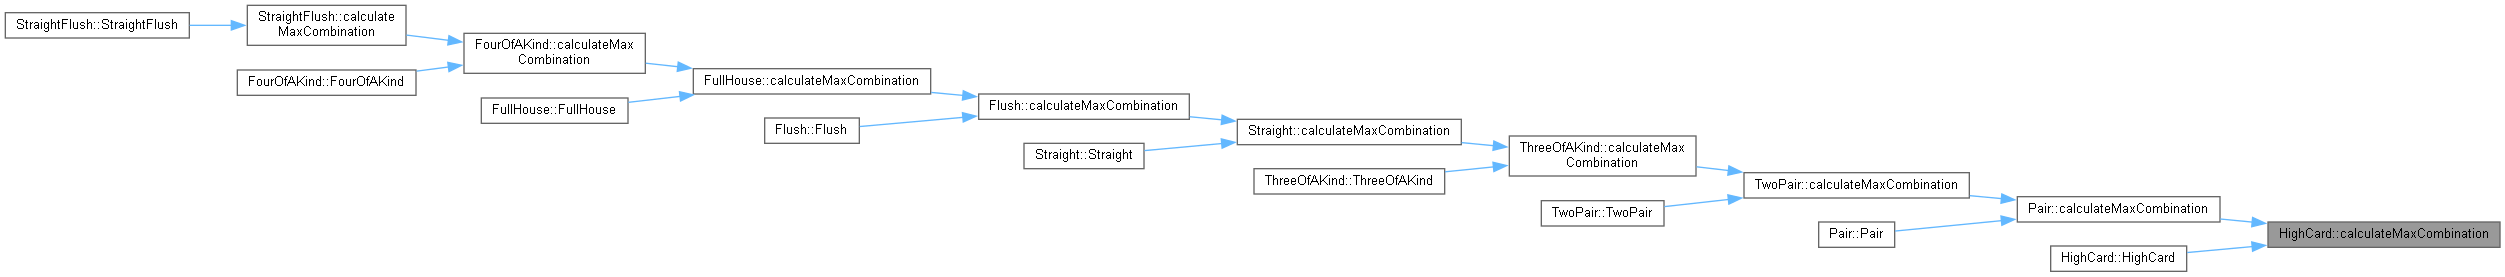 StraightFlush::StraightFlush
StraightFlush::calculate
MaxCombination
FourOfAKind::calculateMax
Combination
FourOfAKind::FourOfAKind
FullHouse::calculateMaxCombination
FullHouse::FullHouse
Flush::calculateMaxCombination
Flush::Flush
Straight::calculateMaxCombination
Straight::Straight
ThreeOfAKind::calculateMax
Combination
ThreeOfAKind::ThreeOfAKind
TwoPair::calculateMaxCombination
TwoPair::TwoPair
Pair::calculateMaxCombination
Pair::Pair
HighCard::calculateMaxCombination
HighCard::HighCard